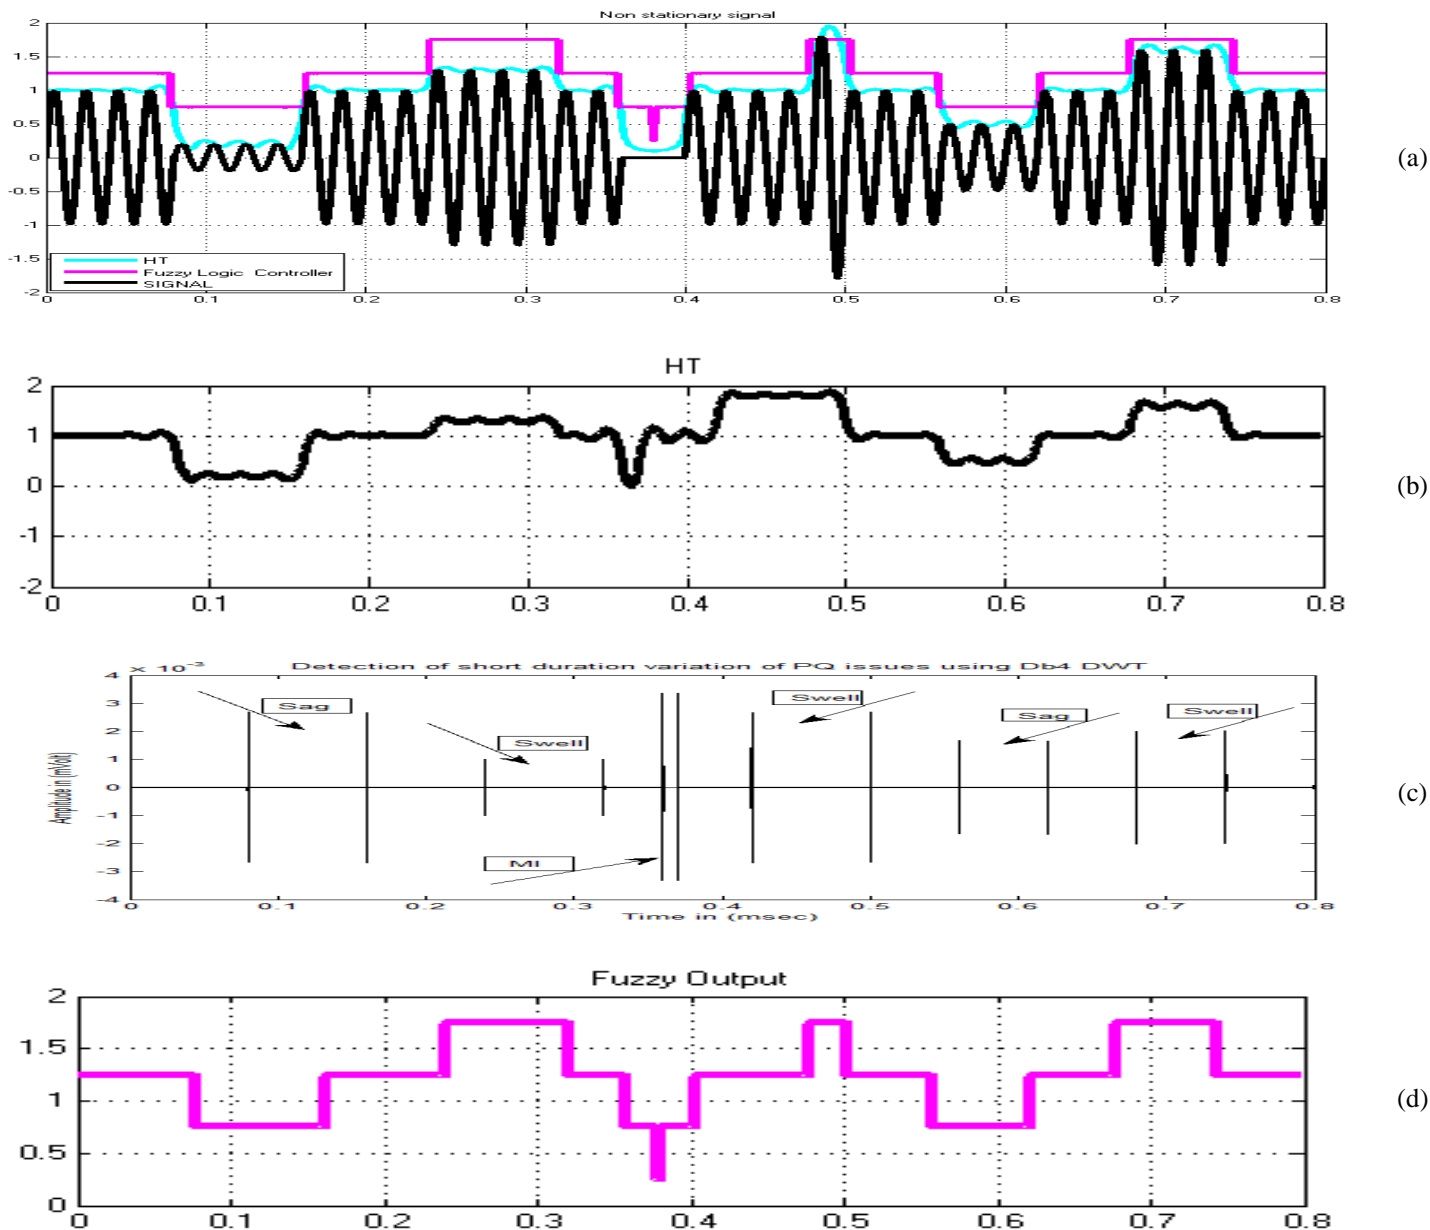 Non stationary signal
2
1.5
1
0.5
0
-0.5
-1
-1.5
-2
HT
Fuzzy Logic Controller
SIGNAL
0 0.1 0.2 0.3 0.4 0.5 0.6 0.7 0.8
(a)
HT
2
1
0
-1
-2
0 0.1 0.2 0.3 0.4 0.5 0.6 0.7 0.8
(b)
× 10⁻³ Detection of short duration variation of PQ issues using Db4 DWT
4
3
2
1
0
-1
-2
-3
-4
Amplitude in (mVolt)
Sag
Swell
MI
Swell
Sag
Swell
0 0.1 0.2 0.3 0.4 0.5 0.6 0.7 0.8
Time in (msec)
(c)
Fuzzy Output
2
1.5
1
0.5
0
0 0.1 0.2 0.3 0.4 0.5 0.6 0.7 0.8
(d)